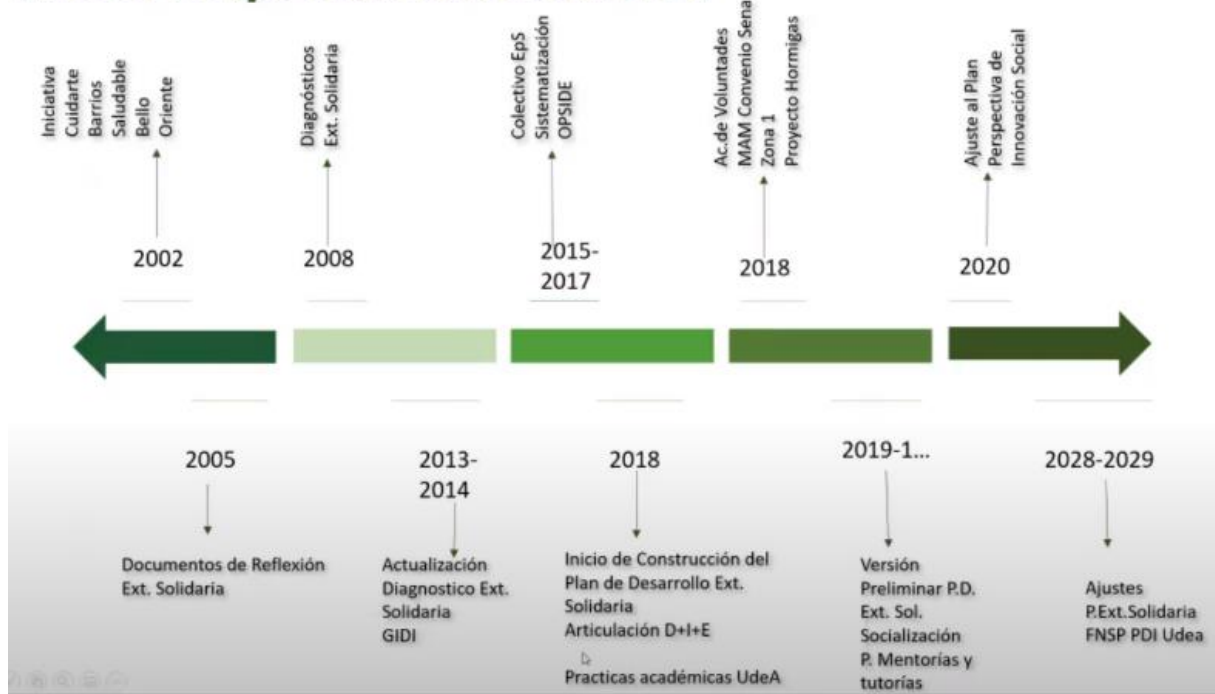 Iniciativa
Cuidarte
Barrios
Saludable
Bello
Oriente
2002
Diagnósticos
Ext. Solidaria
2008
Colectivo EpS
Sistematización
OPSIDE
2015-
2017
Ac.de Voluntades
MAM Convenio Sena
Zona 1
Proyecto Hormigas
2018
Ajuste al Plan
Perspectiva de
Innovación Social
2020
2005
Documentos de Reflexión
Ext. Solidaria
2013-
2014
Actualización
Diagnostico Ext.
Solidaria
GIDI
2018
Inicio de Construcción del
Plan de Desarrollo Ext.
Solidaria
Articulación D+I+E
Practicas académicas UdeA
2019-1...
Versión
Preliminar P.D.
Ext. Sol.
Socialización
P. Mentorías y
tutorías
2028-2029
Ajustes
P.Ext.Solidaria
FNSP PDI Udea